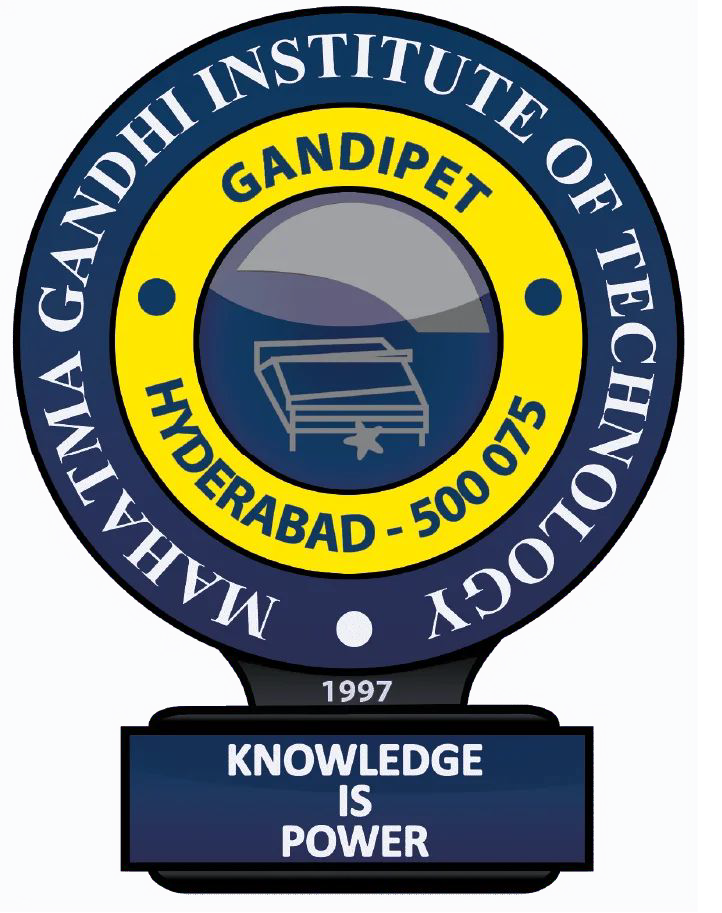 MAHATMA GANDHI INSTITUTE OF TECHNOLOGY
GANDIPET
HYDERABAD - 500 075
1997
KNOWLEDGE
IS
POWER